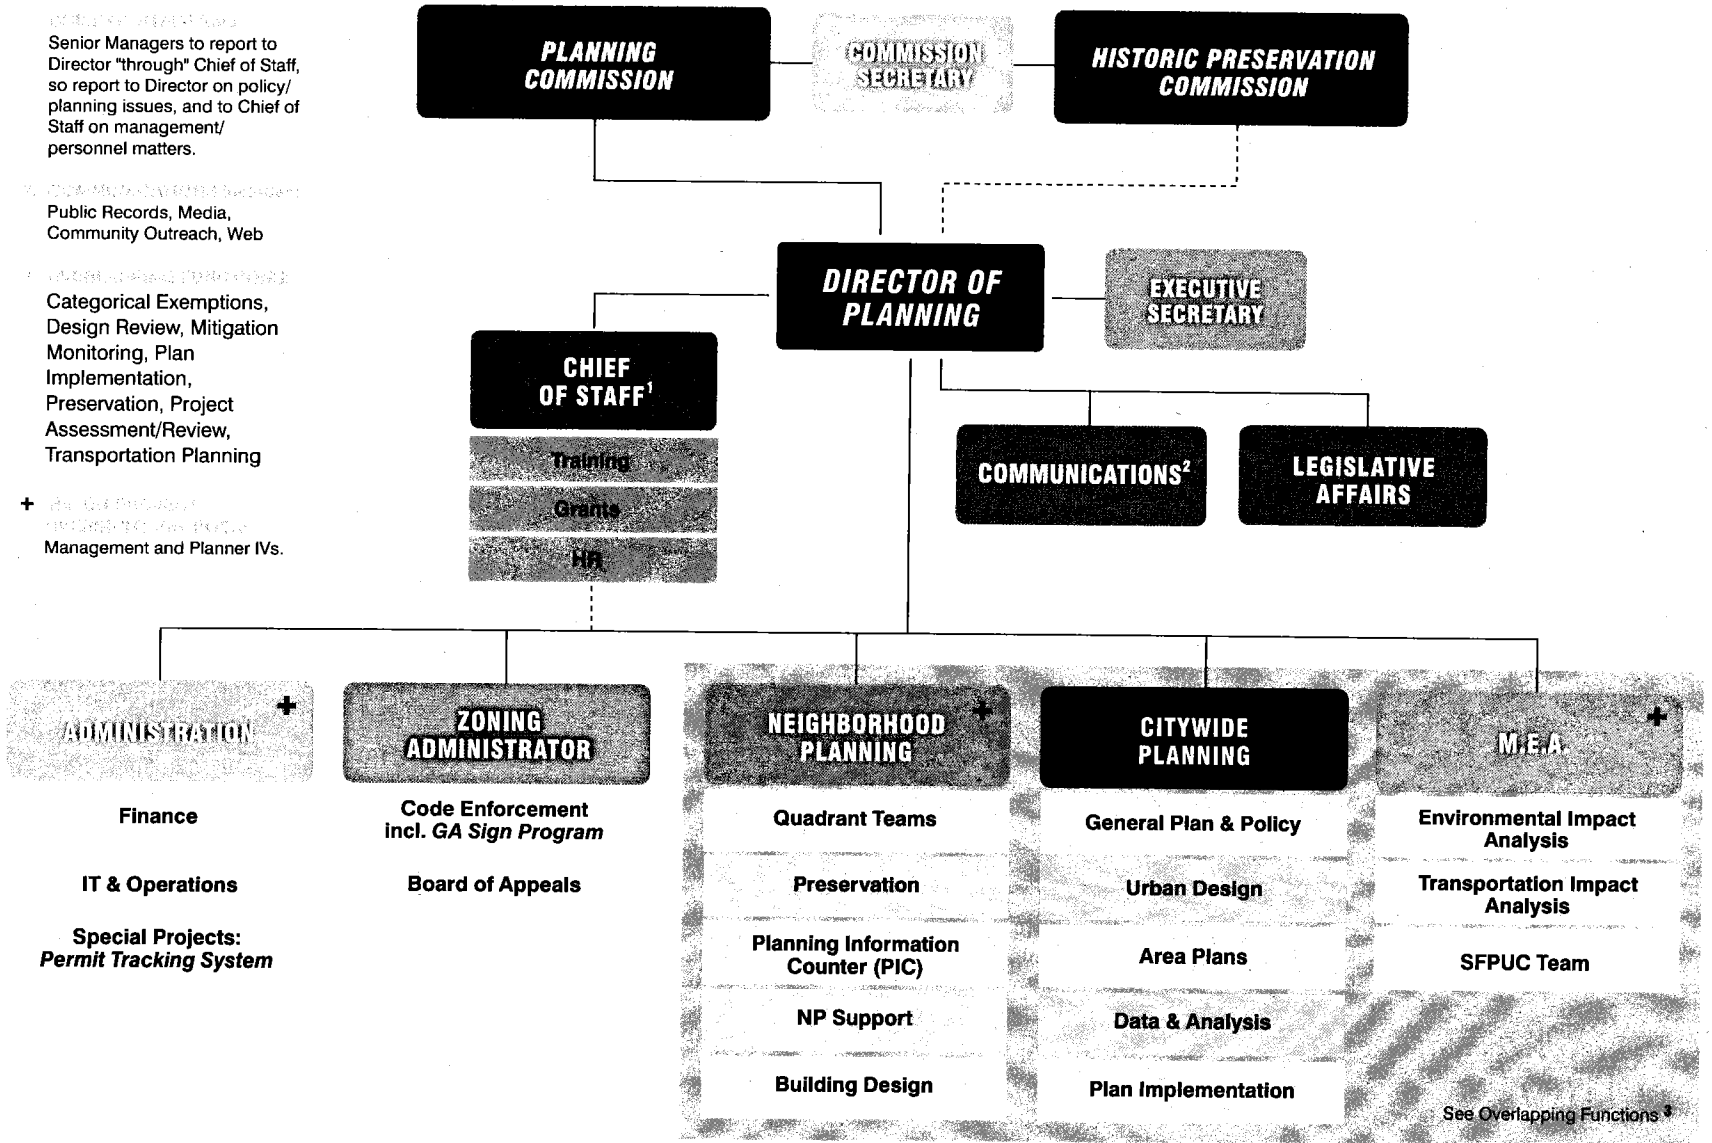 Senior Managers to report to
Director "through" Chief of Staff,
so report to Director on policy/
planning issues, and to Chief of
Staff on management/
personnel matters.
Public Records, Media,
Community Outreach, Web
Categorical Exemptions,
Design Review, Mitigation
Monitoring, Plan
Implementation,
Preservation, Project
Assessment/Review,
Transportation Planning
+
Management and Planner IVs.
PLANNING
COMMISSION
COMMISSION
SECRETARY
HISTORIC PRESERVATION
COMMISSION
DIRECTOR OF
PLANNING
EXECUTIVE
SECRETARY
CHIEF
OF STAFF¹
Training
Grants
HR
COMMUNICATIONS²
LEGISLATIVE
AFFAIRS
ADMINISTRATION +
Finance
IT & Operations
Special Projects:
Permit Tracking System
ZONING
ADMINISTRATOR
Code Enforcement
incl. GA Sign Program
Board of Appeals
NEIGHBORHOOD +
PLANNING
Quadrant Teams
Preservation
Planning Information
Counter (PIC)
NP Support
Building Design
CITYWIDE
PLANNING
General Plan & Policy
Urban Design
Area Plans
Data & Analysis
Plan Implementation
M.E.A. +
Environmental Impact
Analysis
Transportation Impact
Analysis
SFPUC Team
See Overlapping Functions ³